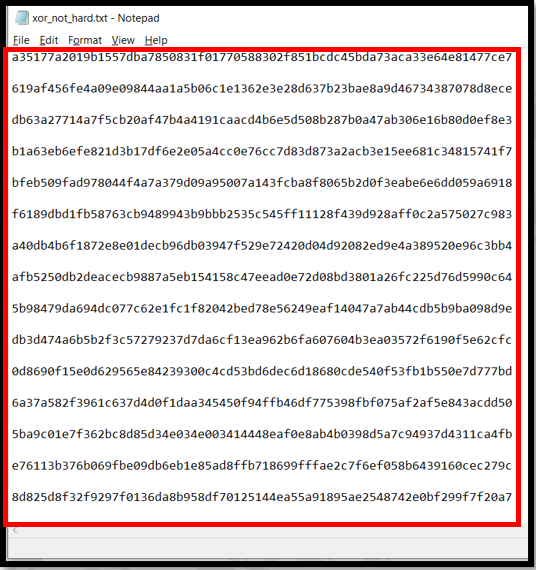 xor_not_hard.txt - Notepad
File Edit Format View Help
a35177a2019b1557dba7850831f01770588302f851bcdc45bda73aca33e64e81477ce7
619af456fe4a09e09844aa1a5b06c1e1362e3e28d637b23bae8a9d46734387078d8ece
db63a27714a7f5cb20af47b4a4191caacd4b6e5d508b287b0a47ab306e16b80d0ef8e3
b1a63eb6efe821d3b17df6e2e05a4cc0e76cc7d83d873a2acb3e15ee681c34815741f7
bfeb509fad978044f4a7a379d09a95007a143fcba8f8065b2d0f3eabe6e6dd059a6918
f6189dbd1fb58763cb9489943b9bbb2535c545ff11128f439d928aff0c2a575027c983
a40db4b6f1872e8e01decb96db03947f529e72420d04d92082ed9e4a389520e96c3bb4
afb5250db2deacecb9887a5eb154158c47eead0e72d08bd3801a26fc225d76d5990c64
5b98479da694dc077c62e1fc1f82042bed78e56249eaf14047a7ab44cdb5b9ba098d9e
db3d474a6b5b2f3c57279237d7da6cf13ea962b6fa607604b3ea03572f6190f5e62cfc
0d8690f15e0d629565e84239300c4cd53bd6dec6d18680cde540f53fb1b550e7d777bd
6a37a582f3961c637d4d0f1daa345450f94ffb46df775398fbf075af2af5e843acdd50
5ba9c01e7f362bc8d85d34e034e003414448eaf0e8ab4b0398d5a7c94937d4311ca4fb
e76113b376b069fbe09db6eb1e85ad8ffb718699fffae2c7f6ef058b6439160cec279c
8d825d8f32f9297f0136da8b958df70125144ea55a91895ae2548742e0bf299f7f20a7